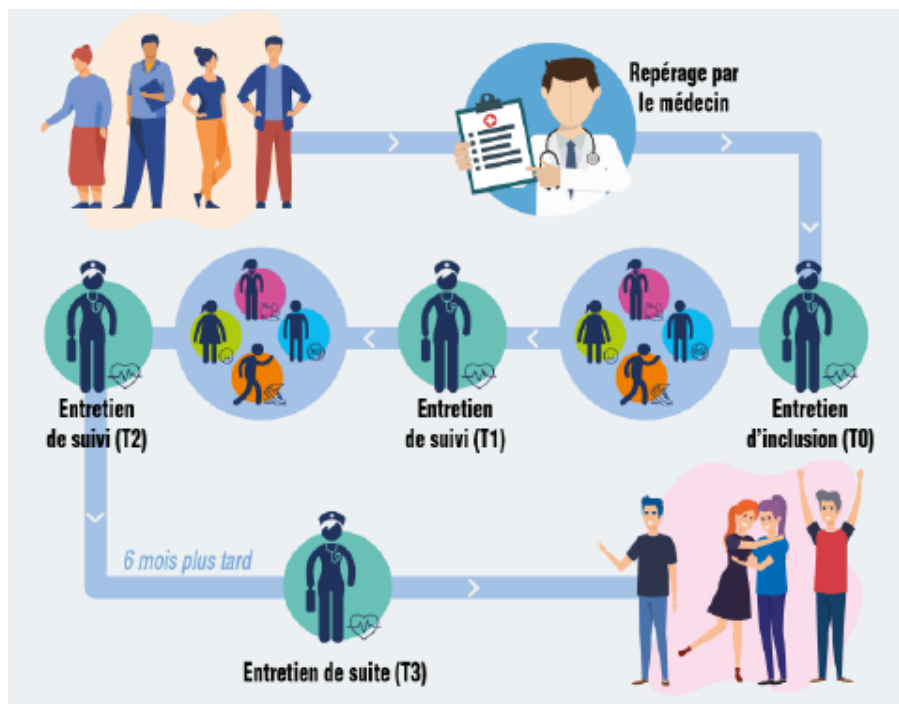 Repérage par
le médecin
Entretien
de suivi (T2)
Entretien
de suivi (T1)
Entretien
d'inclusion (T0)
6 mois plus tard
Entretien de suite (T3)